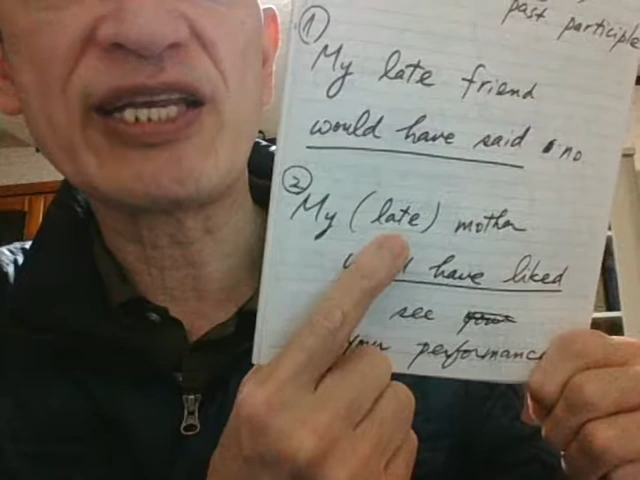 past participle
① My late friend
would have said no
② My (late) mother
have liked
see
your performance